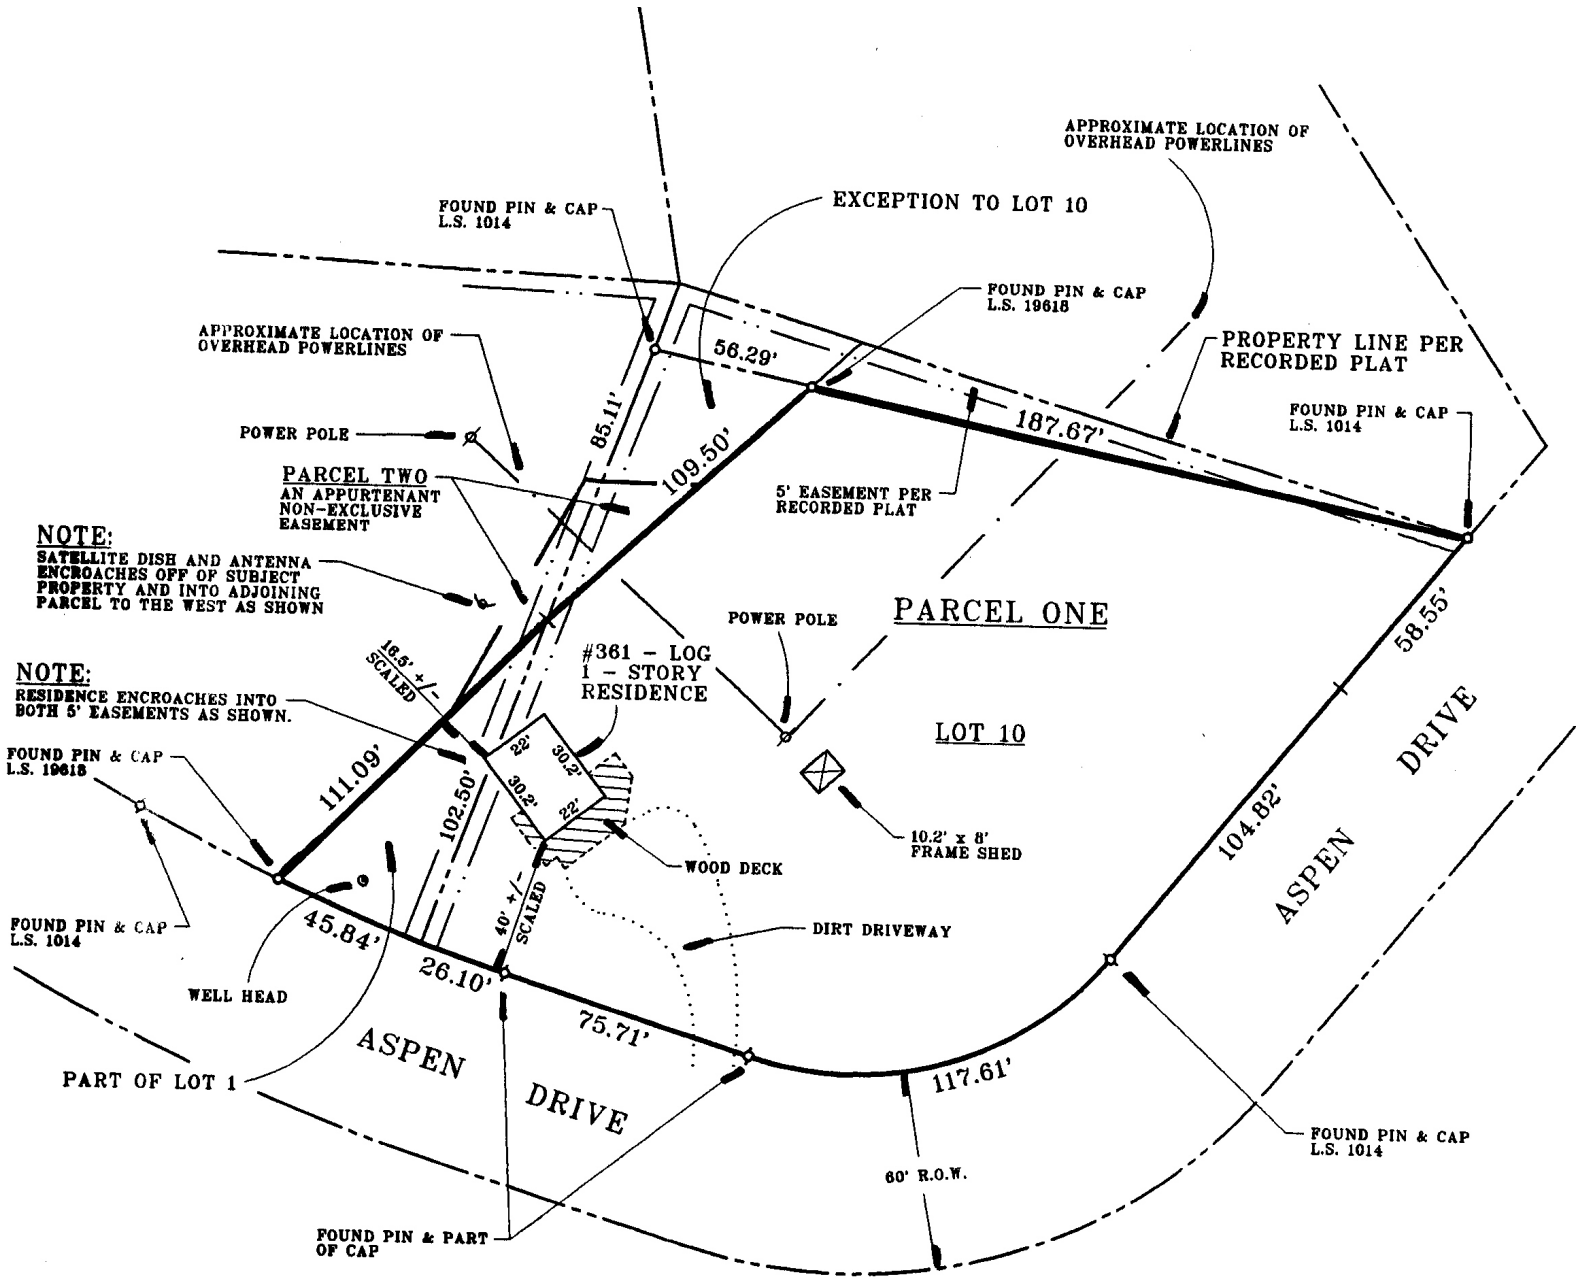 APPROXIMATE LOCATION OF
OVERHEAD POWERLINES
EXCEPTION TO LOT 10
FOUND PIN & CAP
L.S. 1014
FOUND PIN & CAP
L.S. 19618
APPROXIMATE LOCATION OF
OVERHEAD POWERLINES
56.29'
PROPERTY LINE PER
RECORDED PLAT
FOUND PIN & CAP
L.S. 1014
187.67'
85.11'
POWER POLE
109.50'
PARCEL TWO
AN APPURTENANT
NON-EXCLUSIVE
EASEMENT
5' EASEMENT PER
RECORDED PLAT
NOTE:
SATELLITE DISH AND ANTENNA
ENCROACHES OFF OF SUBJECT
PROPERTY AND INTO ADJOINING
PARCEL TO THE WEST AS SHOWN
PARCEL ONE
POWER POLE
58.55'
16.5' +/-
SCALED
#361 - LOG
1 - STORY
RESIDENCE
NOTE:
RESIDENCE ENCROACHES INTO
BOTH 5' EASEMENTS AS SHOWN.
LOT 10
22'
30.2'
30.2'
22'
FOUND PIN & CAP
L.S. 19618
111.09'
102.50'
104.82'
ASPEN
DRIVE
10.2' x 8'
FRAME SHED
WOOD DECK
40' +/-
SCALED
FOUND PIN & CAP
L.S. 1014
45.84'
DIRT DRIVEWAY
26.10'
WELL HEAD
75.71'
ASPEN
DRIVE
117.61'
PART OF LOT 1
60' R.O.W.
FOUND PIN & CAP
L.S. 1014
FOUND PIN & PART
OF CAP